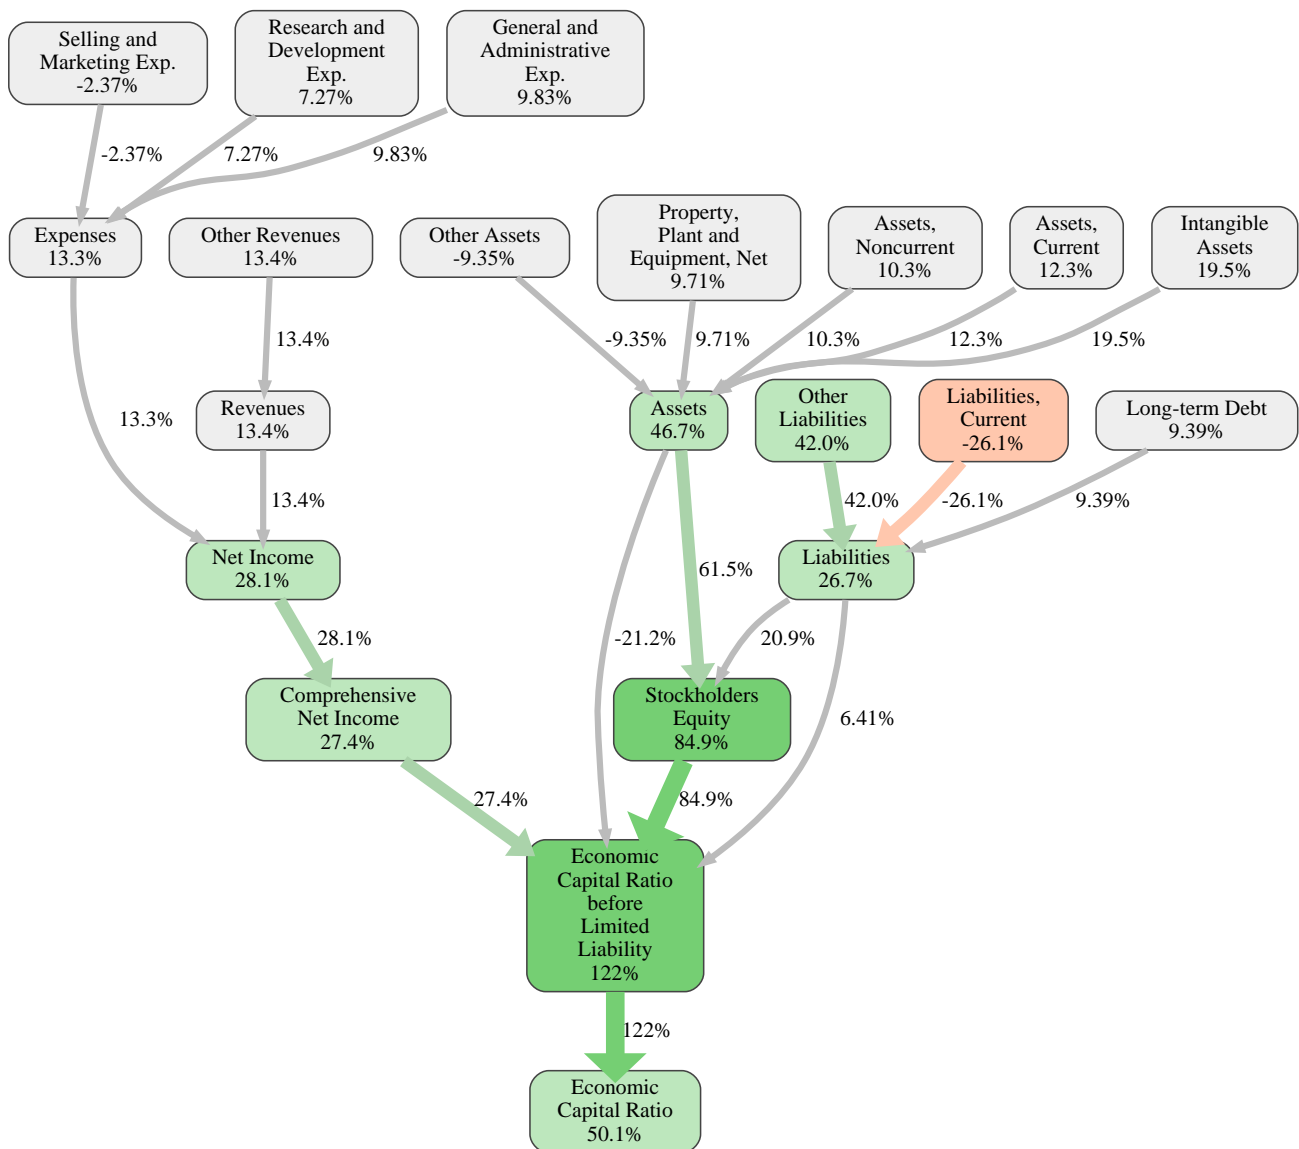 Selling and
Marketing Exp.
-2.37%
Research and
Development
Exp.
7.27%
General and
Administrative
Exp.
9.83%
-2.37%
7.27%
9.83%
Expenses
13.3%
Other Revenues
13.4%
Other Assets
-9.35%
Property,
Plant and
Equipment, Net
9.71%
Assets,
Noncurrent
10.3%
Assets,
Current
12.3%
Intangible
Assets
19.5%
13.4%
-9.35%
9.71%
10.3%
12.3%
19.5%
13.3%
Revenues
13.4%
Assets
46.7%
Other
Liabilities
42.0%
Liabilities,
Current
-26.1%
Long-term Debt
9.39%
13.4%
42.0%
-26.1%
9.39%
Net Income
28.1%
61.5%
Liabilities
26.7%
28.1%
-21.2%
20.9%
Comprehensive
Net Income
27.4%
Stockholders
Equity
84.9%
6.41%
27.4%
84.9%
Economic
Capital Ratio
before
Limited
Liability
122%
122%
Economic
Capital Ratio
50.1%